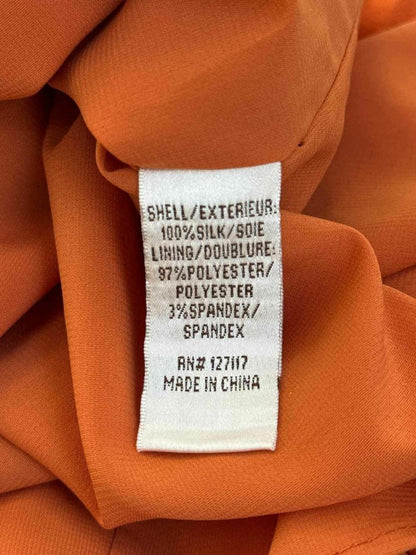 SHELL/EXTERIEUR:
100%SILK/SOIE
LINING/DOUBLURE:
97%POLYESTER/
POLYESTER
3%SPANDEX/
SPANDEX
RN# 127117
MADE IN CHINA